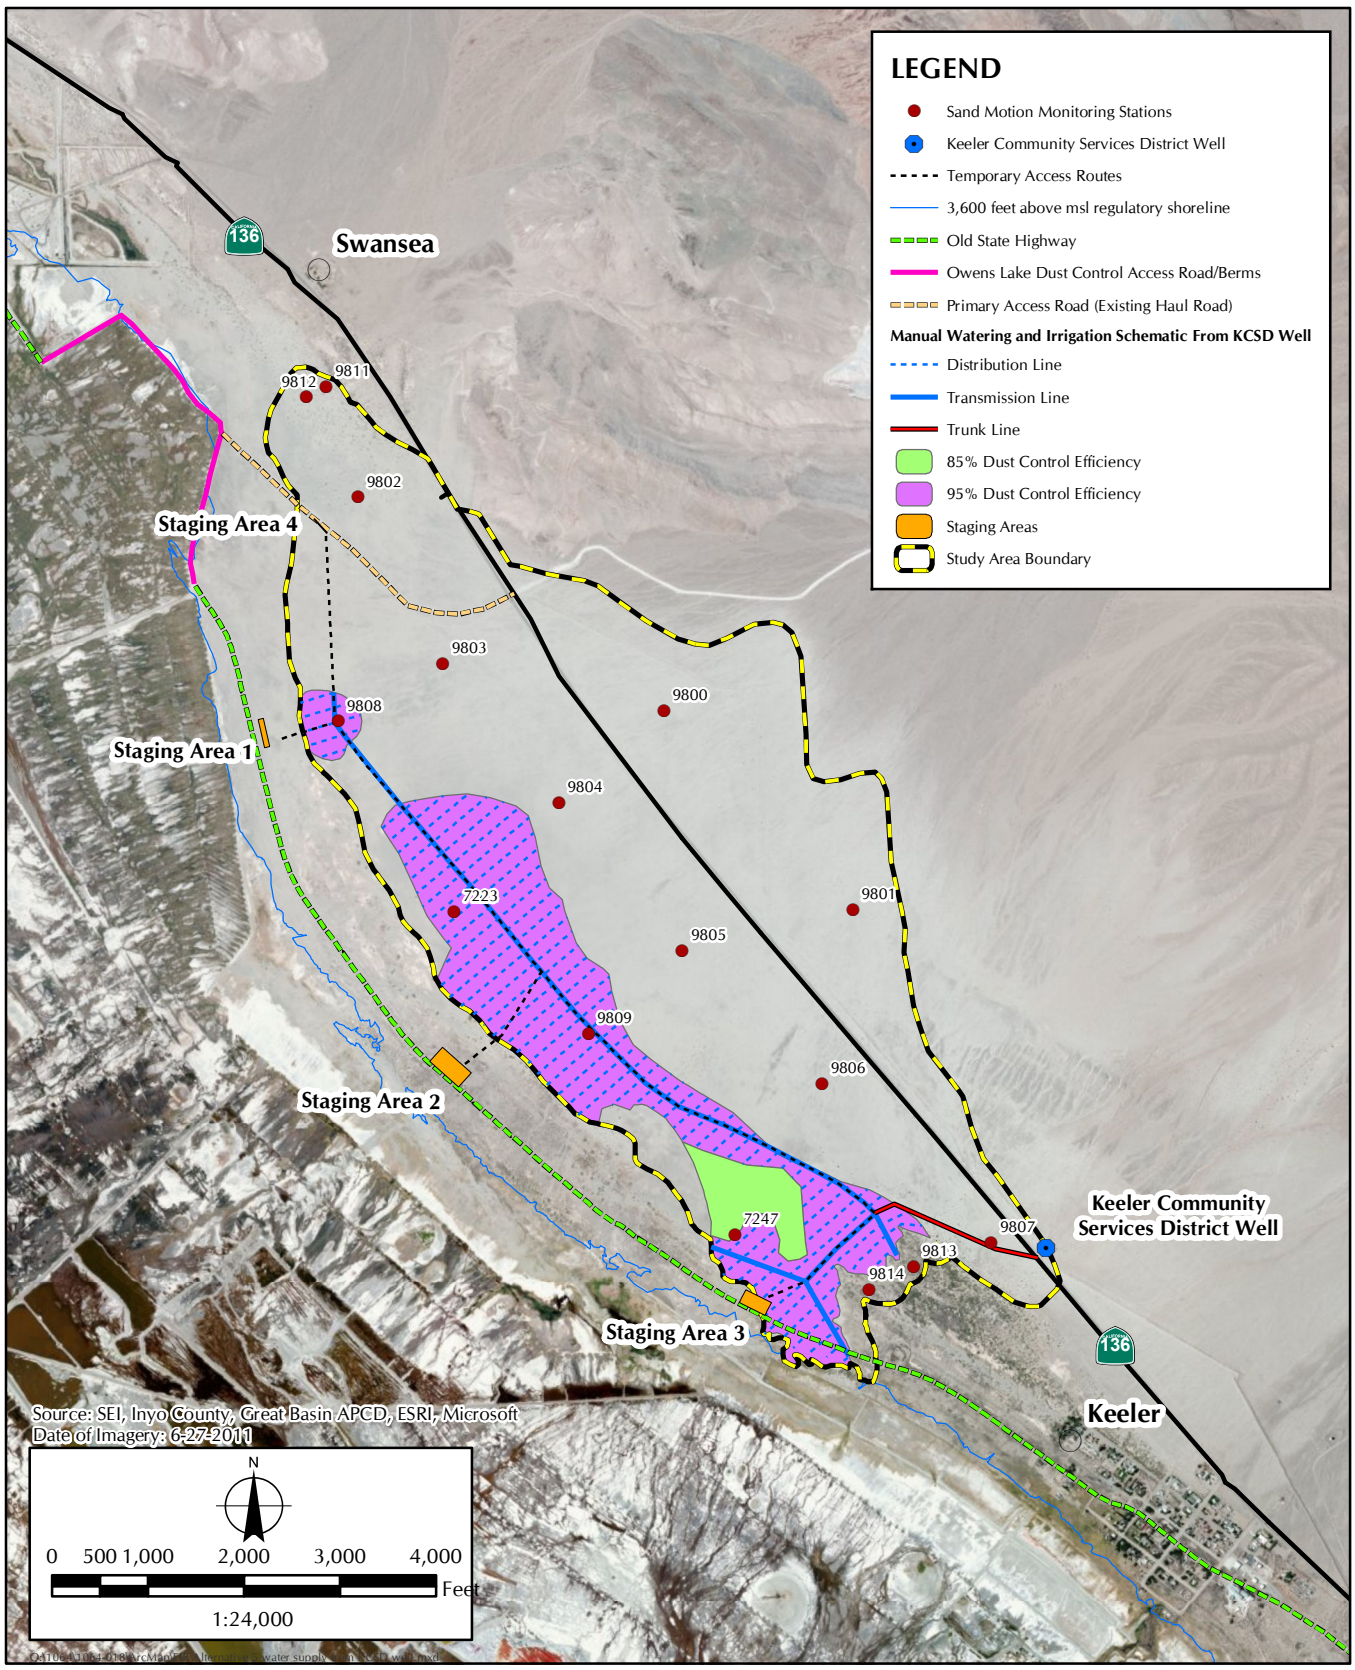 LEGEND
Sand Motion Monitoring Stations
Keeler Community Services District Well
Temporary Access Routes
3,600 feet above msl regulatory shoreline
Old State Highway
Owens Lake Dust Control Access Road/Berms
Primary Access Road (Existing Haul Road)
Manual Watering and Irrigation Schematic From KCSD Well
Distribution Line
Transmission Line
Trunk Line
85% Dust Control Efficiency
95% Dust Control Efficiency
Staging Areas
Study Area Boundary
CALIFORNIA
136
Swansea
9811
9812
9802
Staging Area 4
9803
9800
9808
Staging Area 1
9804
7223
9801
9805
9809
9806
Staging Area 2
Keeler Community
Services District Well
7247
9807
9813
9814
Staging Area 3
CALIFORNIA
136
Keeler
Source: SEI, Inyo County, Great Basin APCD, ESRI, Microsoft
Date of Imagery: 6-27-2011
N
0 500 1,000 2,000 3,000 4,000
Feet
1:24,000